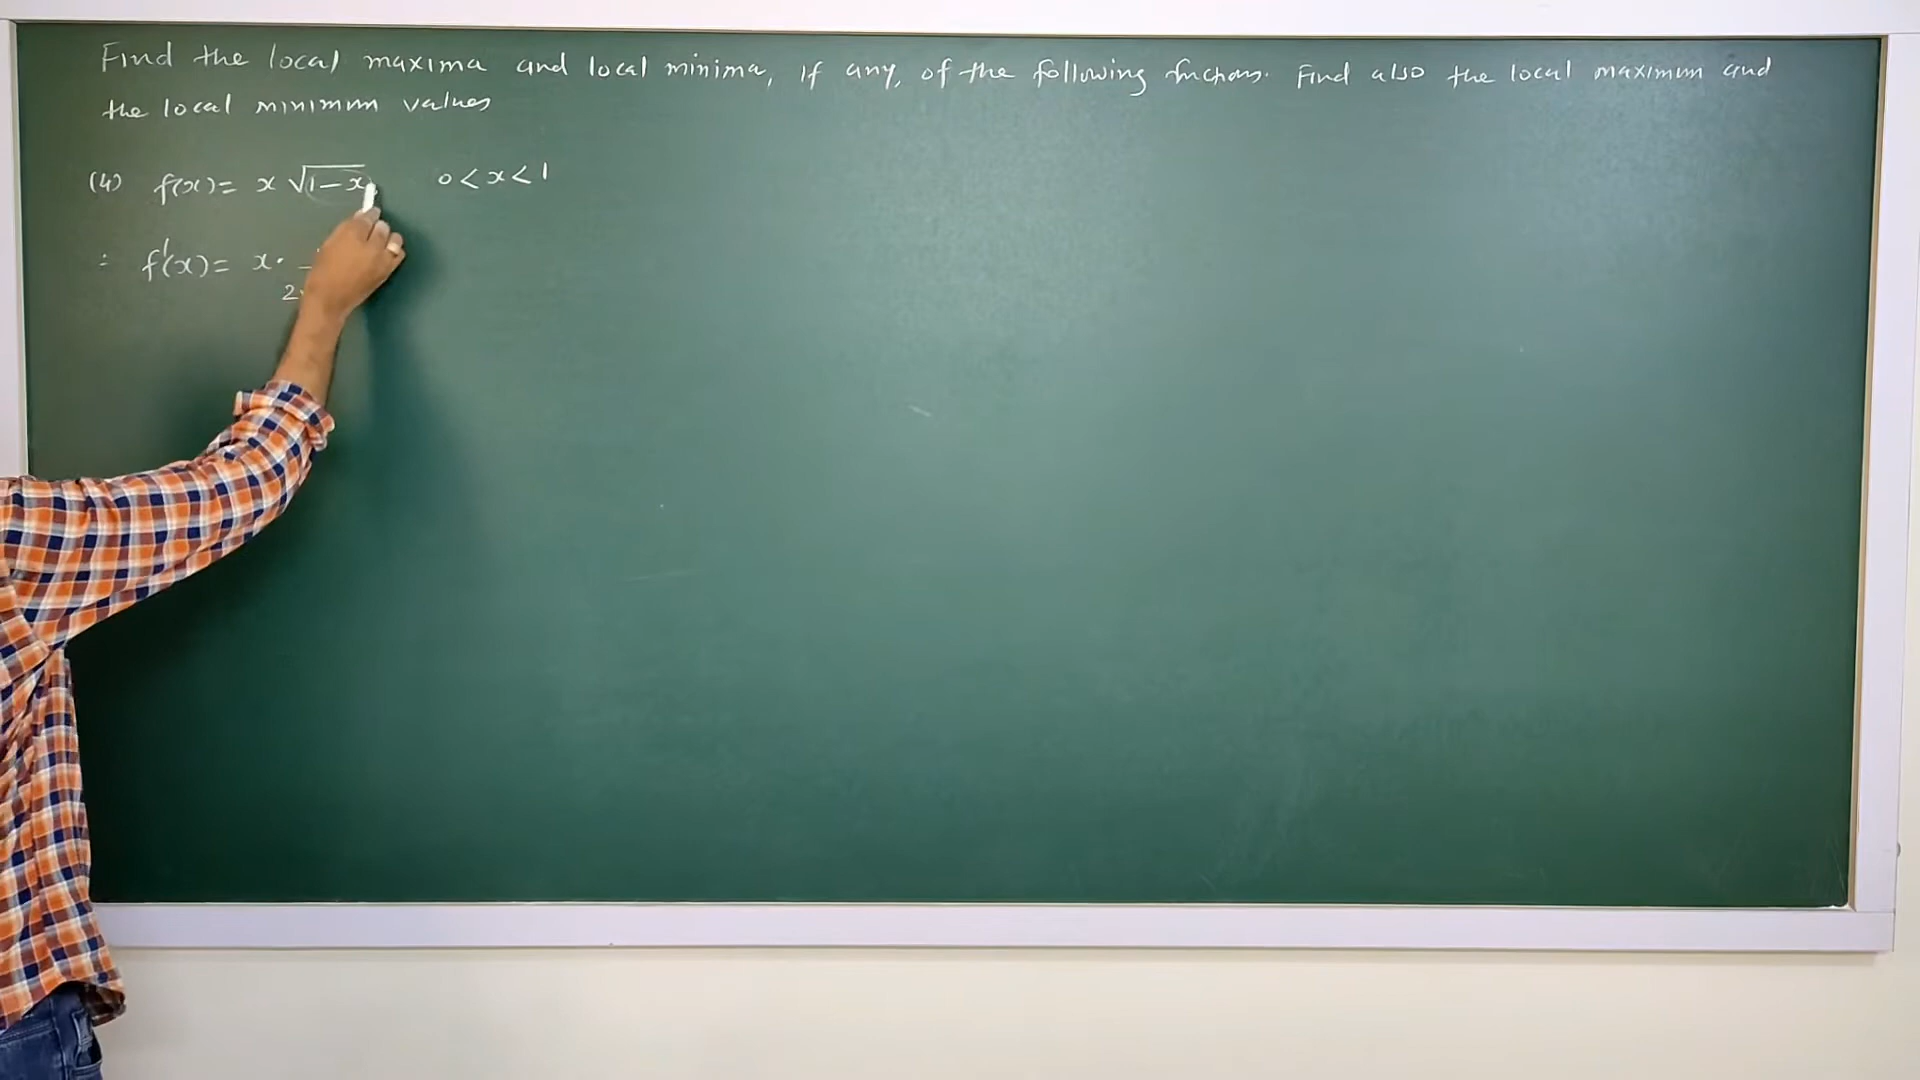 Find the local maxima and local minima, if any, of the following functions. Find also the local maximum and
the local minimum values
(4) f(x) = x √1-x 0 < x < 1
: f'(x) = x · 2